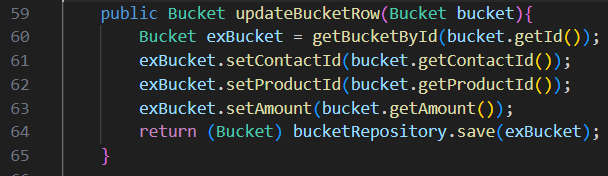 59 public Bucket updateBucketRow(Bucket bucket){
60 Bucket exBucket = getBucketById(bucket.getId());
61 exBucket.setContactId(bucket.getContactId());
62 exBucket.setProductId(bucket.getProductId());
63 exBucket.setAmount(bucket.getAmount());
64 return (Bucket) bucketRepository.save(exBucket);
65 }